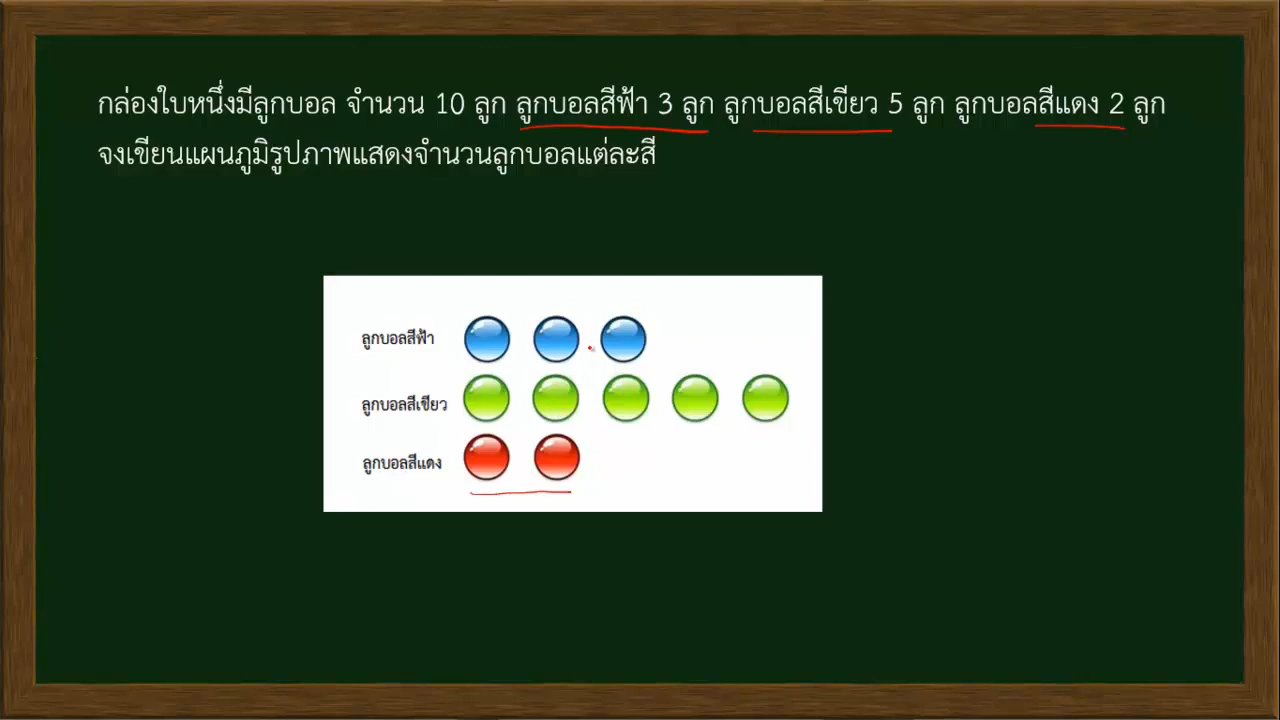 กล่องใบหนึ่งมีลูกบอล จำนวน 10 ลูก ลูกบอลสีฟ้า 3 ลูก ลูกบอลสีเขียว 5 ลูก ลูกบอลสีแดง 2 ลูก
จงเขียนแผนภูมิรูปภาพแสดงจำนวนลูกบอลแต่ละสี
ลูกบอลสีฟ้า
ลูกบอลสีเขียว
ลูกบอลสีแดง